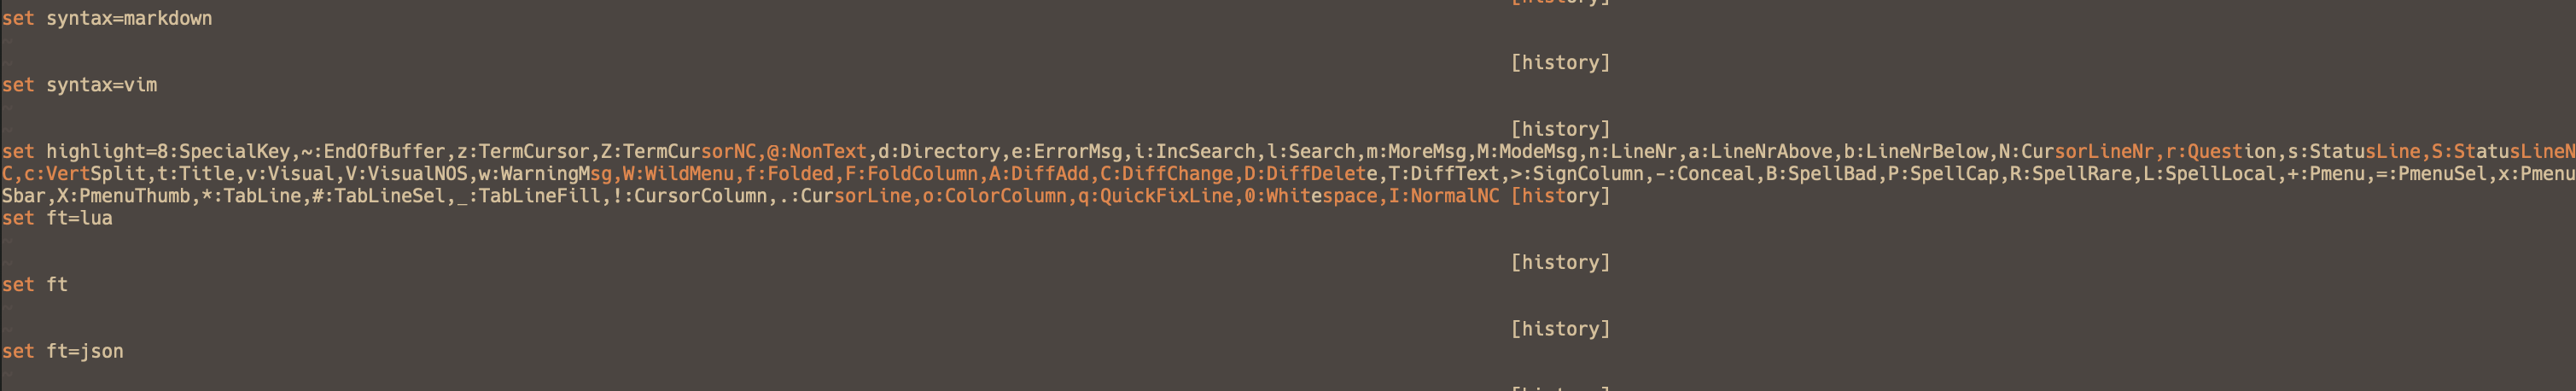 set syntax=markdown
~
~ [history]
set syntax=vim
~
~ [history]
set highlight=8:SpecialKey,~:EndOfBuffer,z:TermCursor,Z:TermCursorNC,@:NonText,d:Directory,e:ErrorMsg,i:IncSearch,l:Search,m:MoreMsg,M:ModeMsg,n:LineNr,a:LineNrAbove,b:LineNrBelow,N:CursorLineNr,r:Question,s:StatusLine,S:StatusLineN
C,c:VertSplit,t:Title,v:Visual,V:VisualNOS,w:WarningMsg,W:WildMenu,f:Folded,F:FoldColumn,A:DiffAdd,C:DiffChange,D:DiffDelete,T:DiffText,>:SignColumn,-:Conceal,B:SpellBad,P:SpellCap,R:SpellRare,L:SpellLocal,+:Pmenu,=:PmenuSel,x:Pmenu
Sbar,X:PmenuThumb,*:TabLine,#:TabLineSel,_:TabLineFill,!:CursorColumn,.:CursorLine,o:ColorColumn,q:QuickFixLine,0:Whitespace,I:NormalNC [history]
set ft=lua
~
~ [history]
set ft
~
~ [history]
set ft=json
~